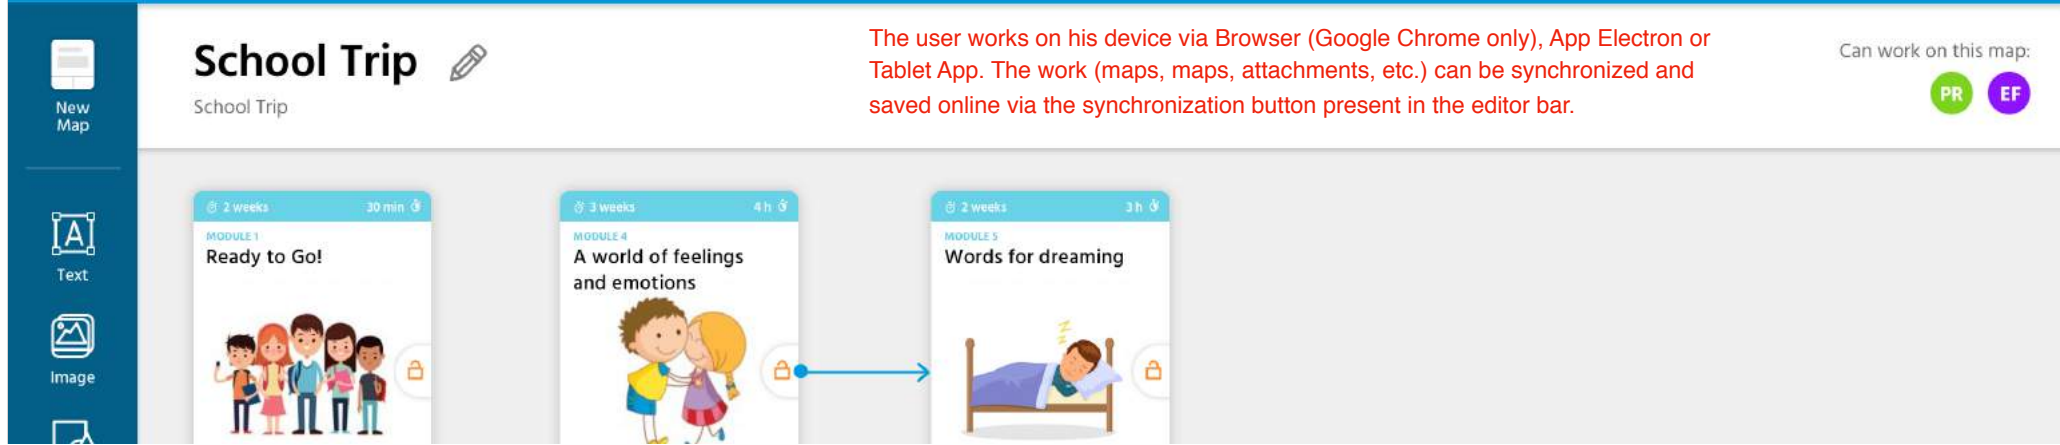 School Trip
School Trip
The user works on his device via Browser (Google Chrome only), App Electron or
Tablet App. The work (maps, maps, attachments, etc.) can be synchronized and
saved online via the synchronization button present in the editor bar.
Can work on this map:
PR EF
New
Map
Text
Image
2 weeks 30 min
MODULE 1
Ready to Go!
3 weeks 4 h
MODULE 4
A world of feelings
and emotions
2 weeks 3 h
MODULE 5
Words for dreaming
z
z
z